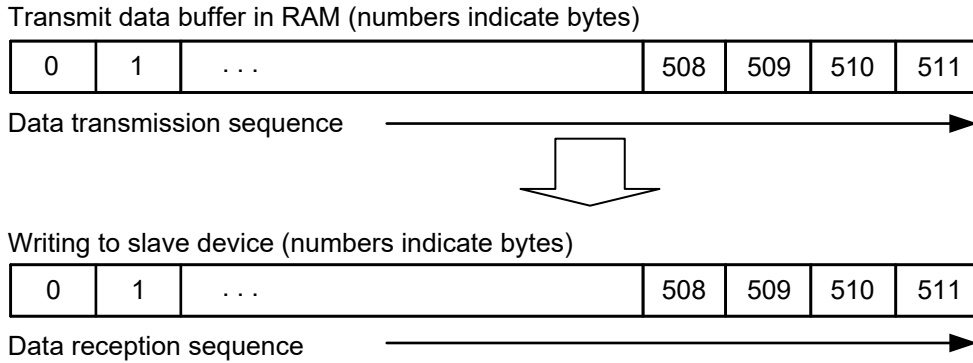 Transmit data buffer in RAM (numbers indicate bytes)
0 1 . . . 508 509 510 511
Data transmission sequence
Writing to slave device (numbers indicate bytes)
0 1 . . . 508 509 510 511
Data reception sequence